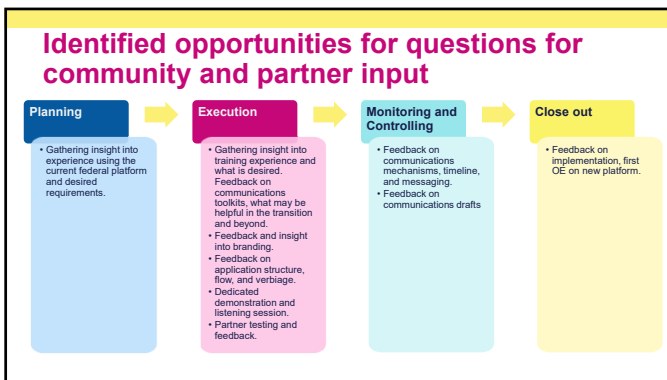 Identified opportunities for questions for
community and partner input
Planning
• Gathering insight into
experience using the
current federal platform
and desired
requirements.
Execution
• Gathering insight into
training experience and
what is desired.
Feedback on
communications
toolkits, what may be
helpful in the transition
and beyond.
• Feedback and insight
into branding.
• Feedback on
application structure,
flow, and verbiage.
• Dedicated
demonstration and
listening session.
• Partner testing and
feedback.
Monitoring and
Controlling
• Feedback on
communications
mechanisms, timeline,
and messaging.
• Feedback on
communications drafts
Close out
• Feedback on
implementation, first
OE on new platform.